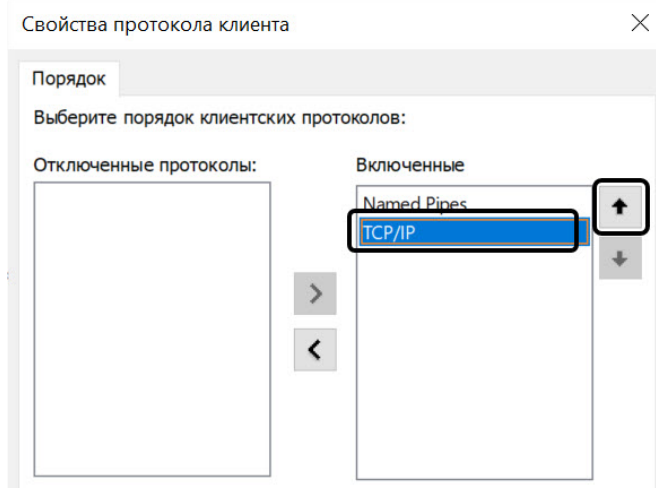 Свойства протокола клиента
Порядок
Выберите порядок клиентских протоколов:
Отключенные протоколы:
Включенные
Named Pipes
TCP/IP